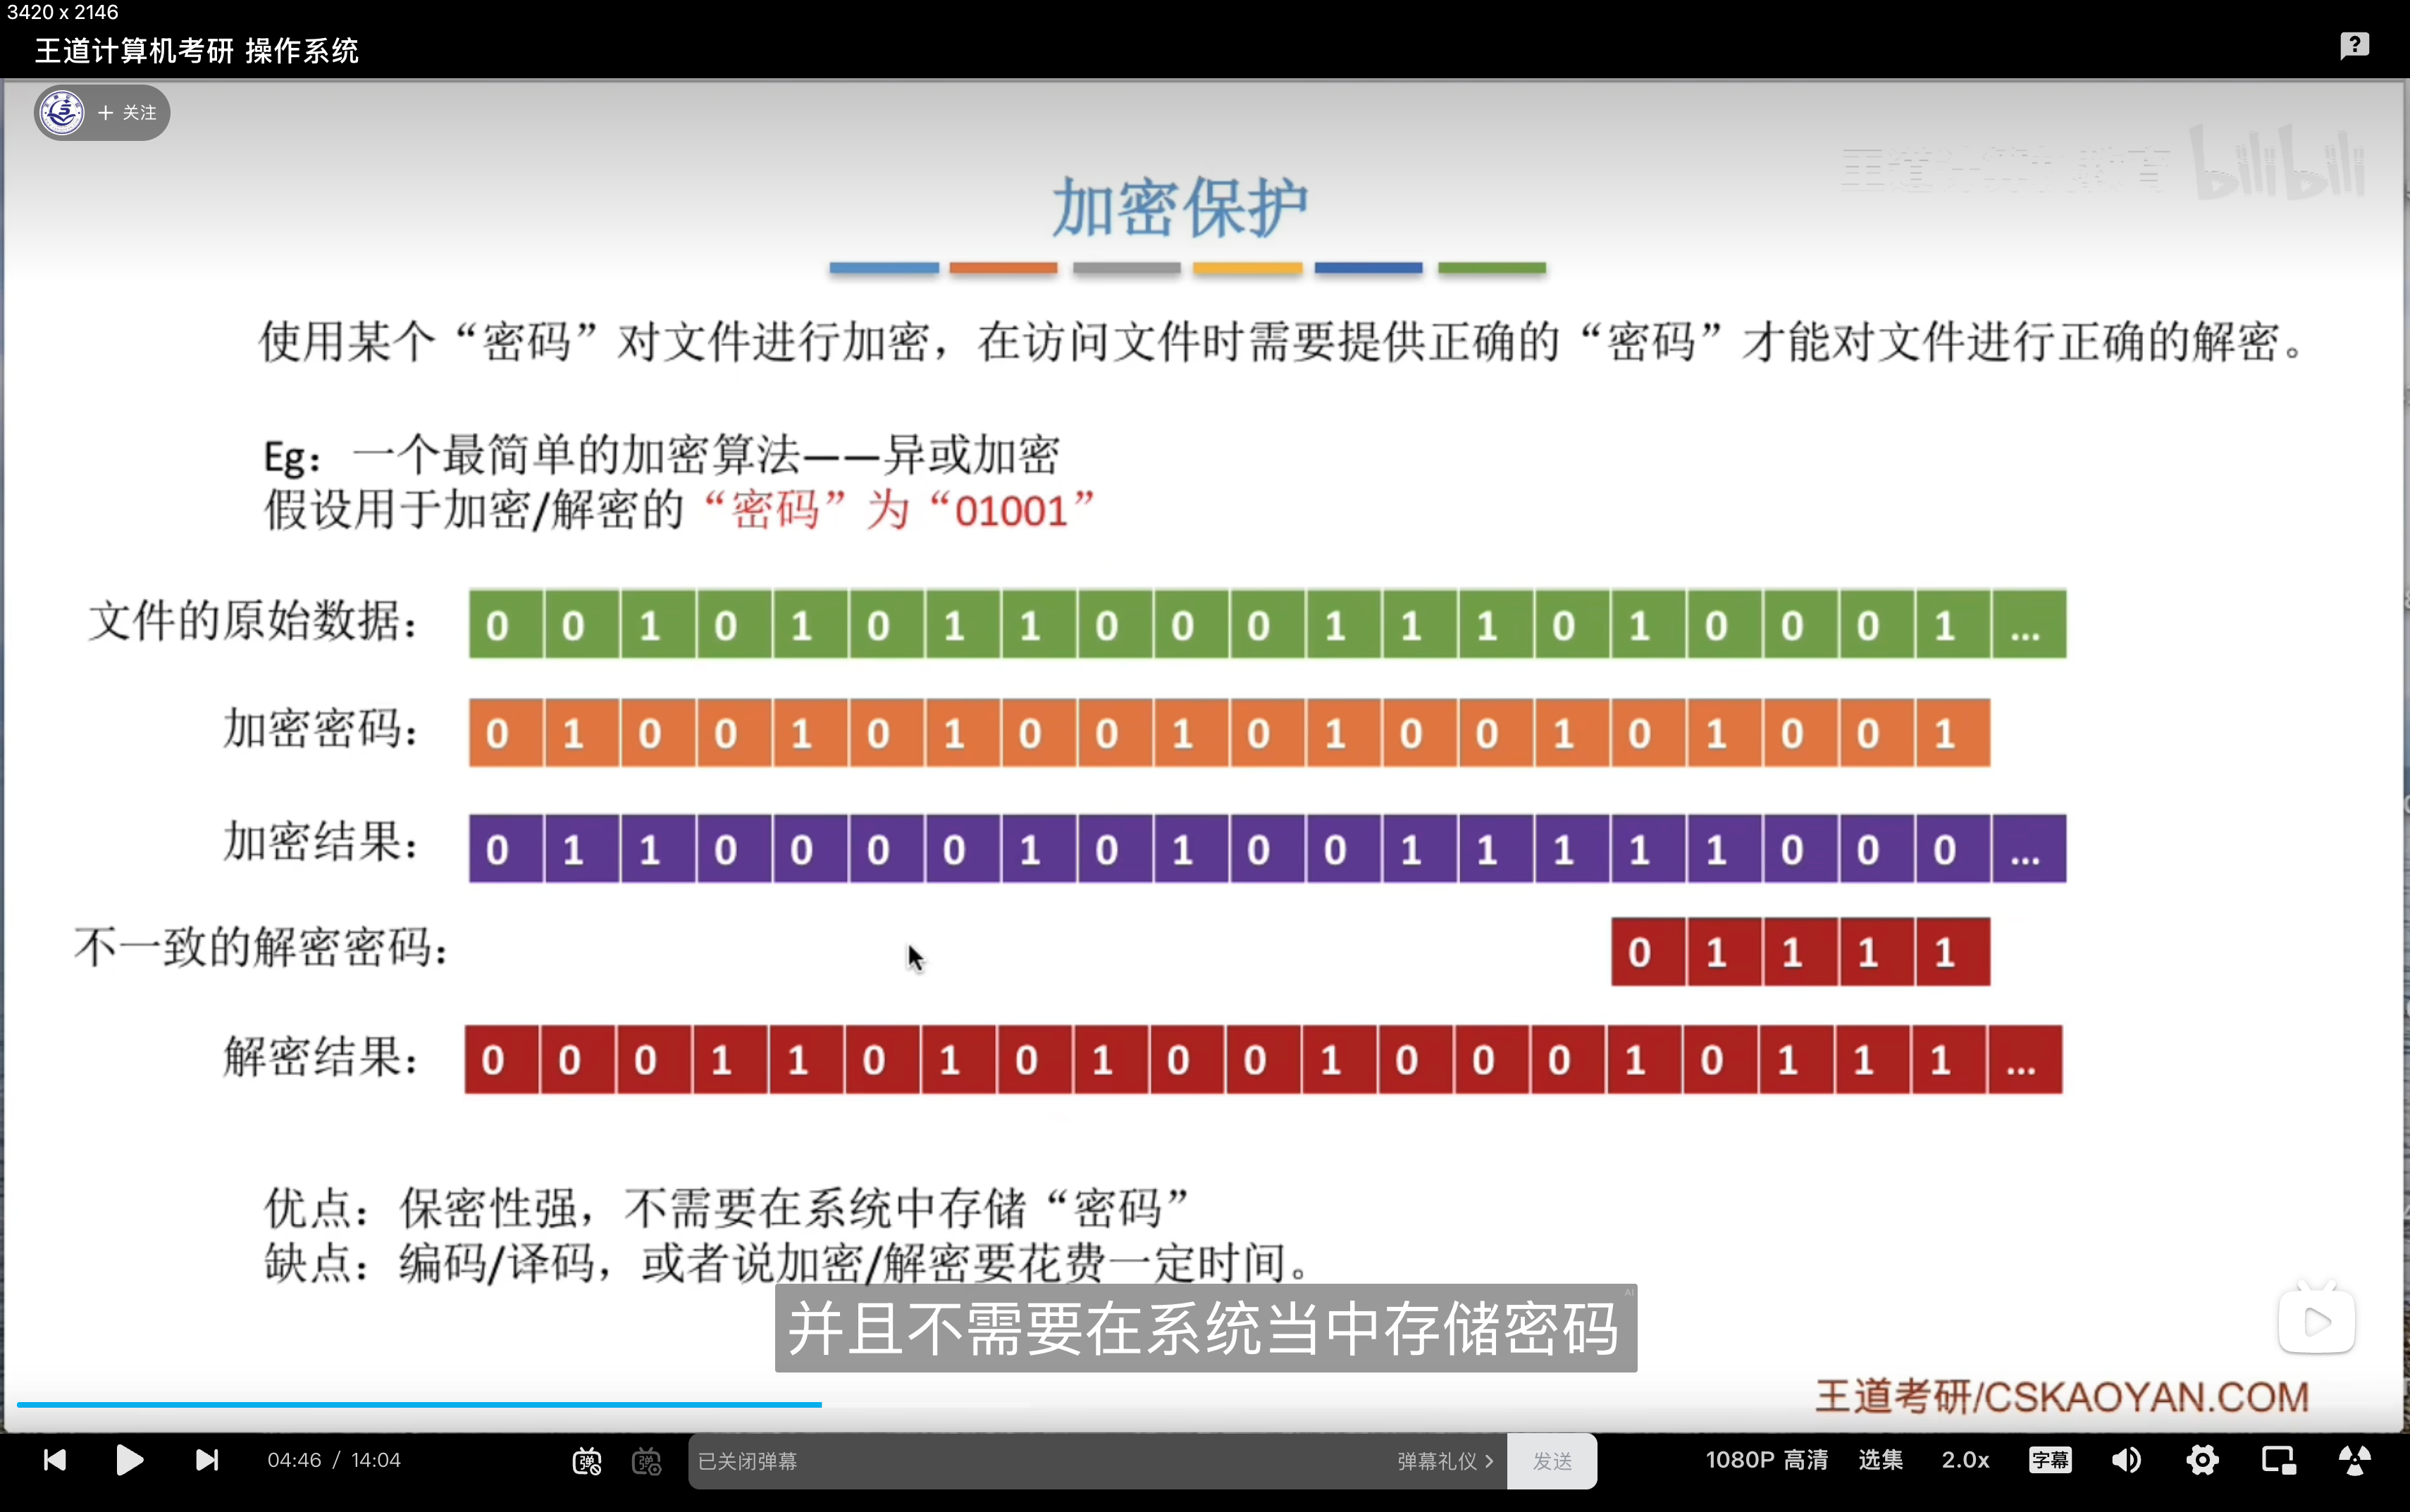 3420 x 2146
王道计算机考研 操作系统
+ 关注
bilibili
加密保护
使用某个“密码”对文件进行加密，在访问文件时需要提供正确的“密码”才能对文件进行正确的解密。
Eg：一个最简单的加密算法——异或加密
假设用于加密/解密的“密码”为“01001”
文件的原始数据： 0 0 1 0 1 0 1 1 0 0 0 1 1 1 0 1 0 0 0 1 ...
加密密码： 0 1 0 0 1 0 1 0 0 1 0 1 0 0 1 0 1 0 0 1
加密结果： 0 1 1 0 0 0 0 1 0 1 0 0 1 1 1 1 1 0 0 0 ...
不一致的解密密码： 0 1 1 1 1
解密结果： 0 0 0 1 1 0 1 0 1 0 0 1 0 0 0 1 0 1 1 1 ...
优点：保密性强，不需要在系统中存储“密码”
缺点：编码/译码，或者说加密/解密要花费一定时间。
AI
并且不需要在系统当中存储密码
王道考研/CSKAOYAN.COM
04:46 / 14:04 弹 弹 已关闭弹幕 弹幕礼仪 > 发送 1080P 高清 选集 2.0x 字幕